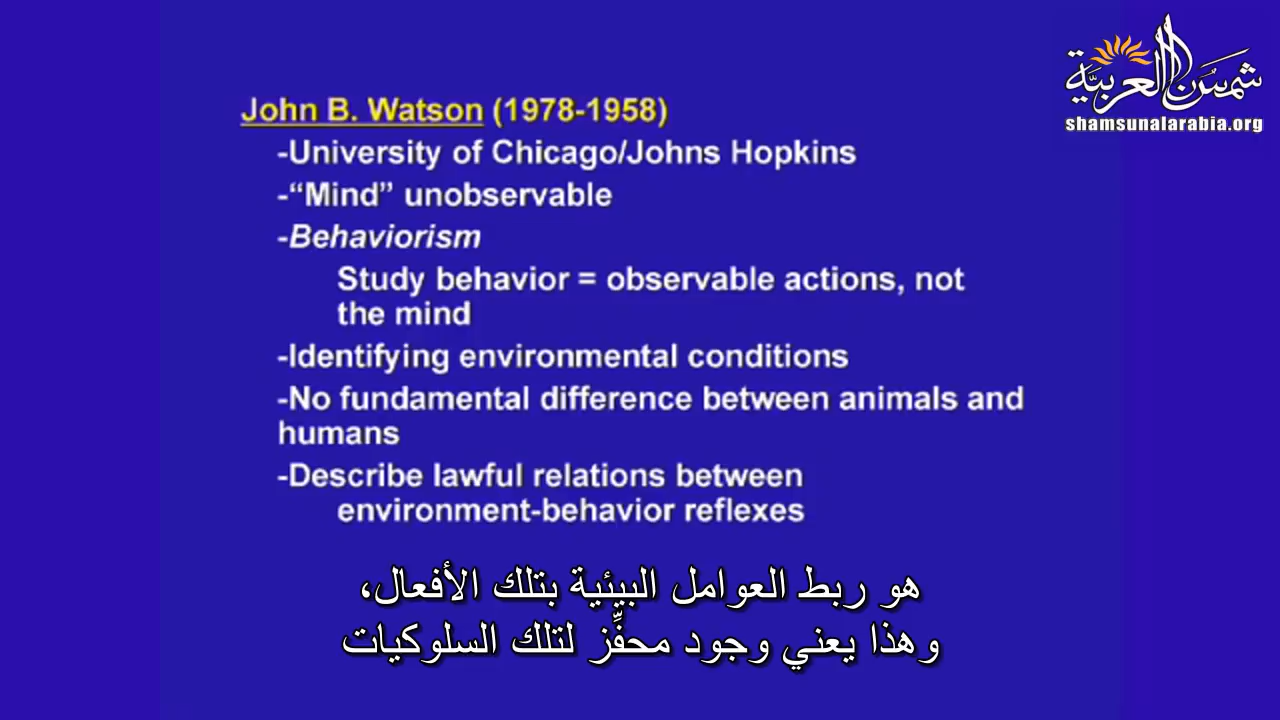 شمس العربية
shamsunalarabia.org
John B. Watson (1978-1958)
-University of Chicago/Johns Hopkins
-“Mind” unobservable
-Behaviorism
Study behavior = observable actions, not
the mind
-Identifying environmental conditions
-No fundamental difference between animals and
humans
-Describe lawful relations between
environment-behavior reflexes
هو ربط العوامل البيئية بتلك الأفعال،
وهذا يعني وجود محفِّز لتلك السلوكيات